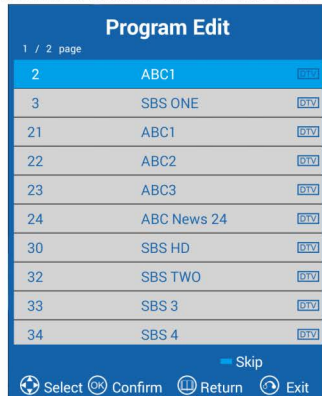 Program Edit
1 / 2 page
2 ABC1 DTV
3 SBS ONE DTV
21 ABC1 DTV
22 ABC2 DTV
23 ABC3 DTV
24 ABC News 24 DTV
30 SBS HD DTV
32 SBS TWO DTV
33 SBS 3 DTV
34 SBS 4 DTV
Skip
Select OK Confirm Return Exit